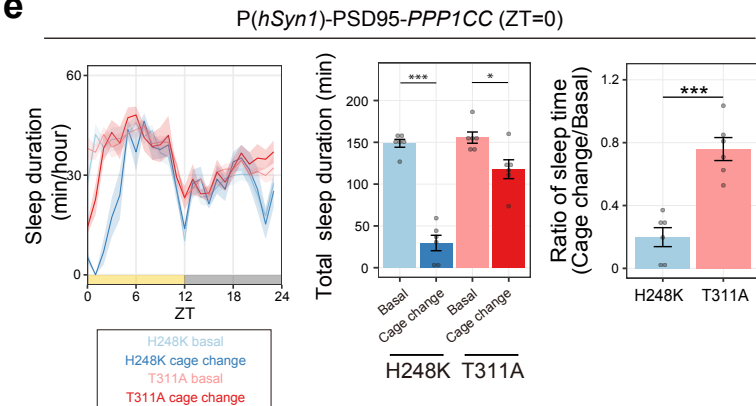 e
P(hSyn1)-PSD95-PPP1CC (ZT=0)
Sleep duration
(min/hour)
60
30
0
0 6 12 18 24
ZT
H248K basal
H248K cage change
T311A basal
T311A cage change
Total sleep duration (min)
200
150
100
50
0
*** *
Basal
Cage change
Basal
Cage change
H248K T311A
Ratio of sleep time
(Cage change/Basal)
1.2
0.8
0.4
0
***
H248K T311A